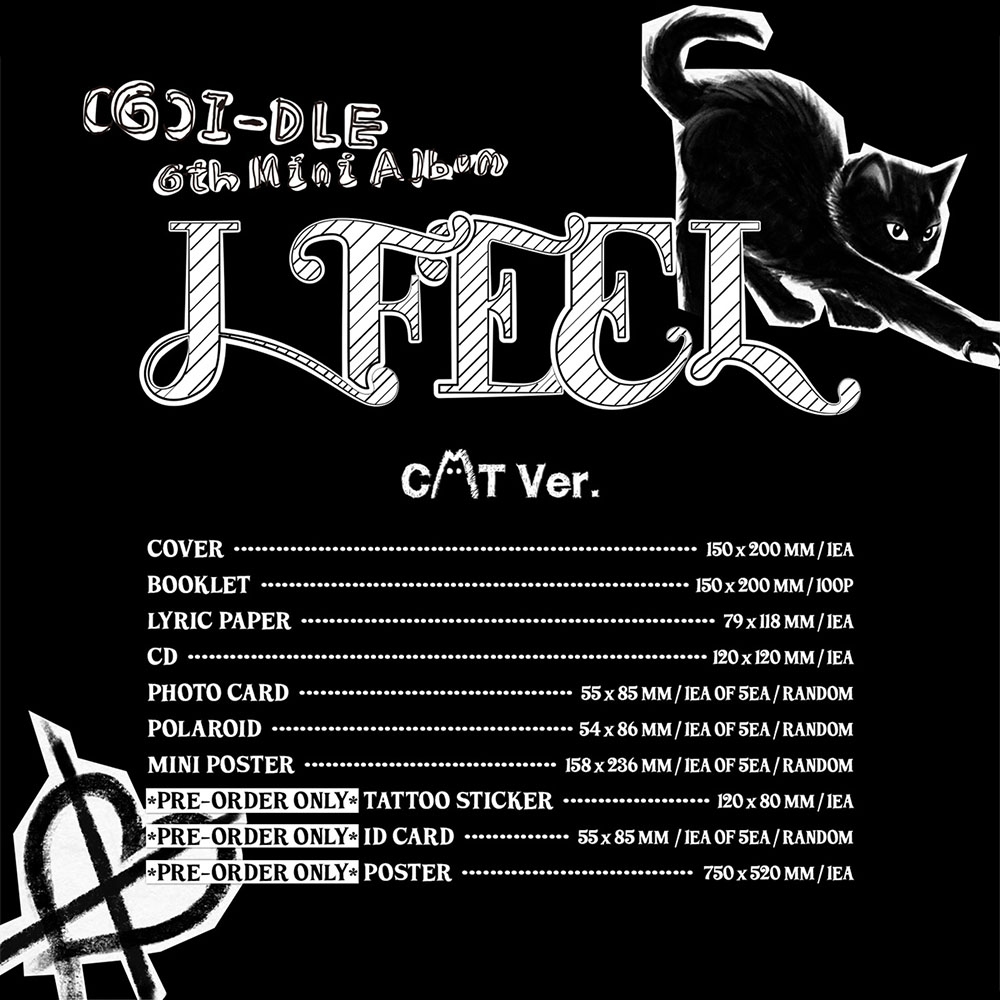 (G)I-DLE
6th Mini Album
I FEEL
CAT Ver.
COVER 150 x 200 MM / 1EA
BOOKLET 150 x 200 MM / 100P
LYRIC PAPER 79 x 118 MM / 1EA
CD 120 x 120 MM / 1EA
PHOTO CARD 55 x 85 MM / 1EA OF 5EA / RANDOM
POLAROID 54 x 86 MM / 1EA OF 5EA / RANDOM
MINI POSTER 158 x 236 MM / 1EA OF 5EA / RANDOM
*PRE-ORDER ONLY* TATTOO STICKER 120 x 80 MM / 1EA
*PRE-ORDER ONLY* ID CARD 55 x 85 MM / 1EA OF 5EA / RANDOM
*PRE-ORDER ONLY* POSTER 750 x 520 MM / 1EA